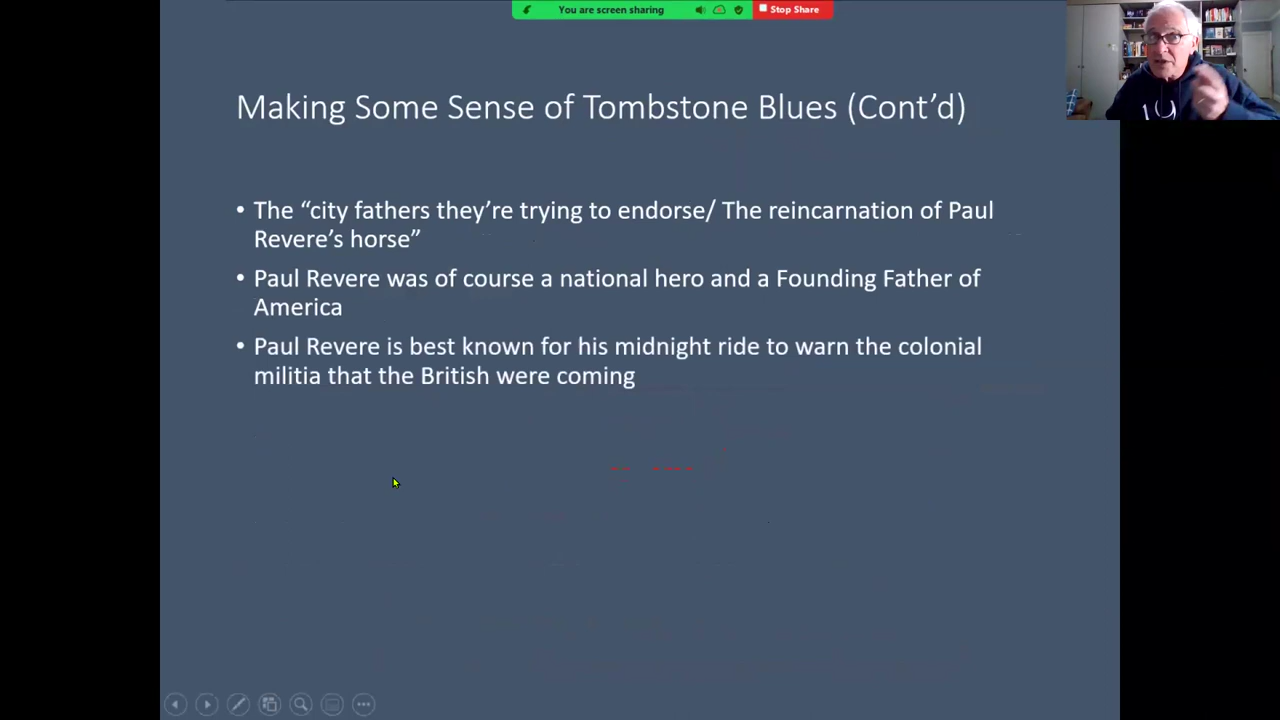 You are screen sharing
Stop Share
Making Some Sense of Tombstone Blues (Cont’d)
• The “city fathers they’re trying to endorse/ The reincarnation of Paul
Revere’s horse”
• Paul Revere was of course a national hero and a Founding Father of
America
• Paul Revere is best known for his midnight ride to warn the colonial
militia that the British were coming